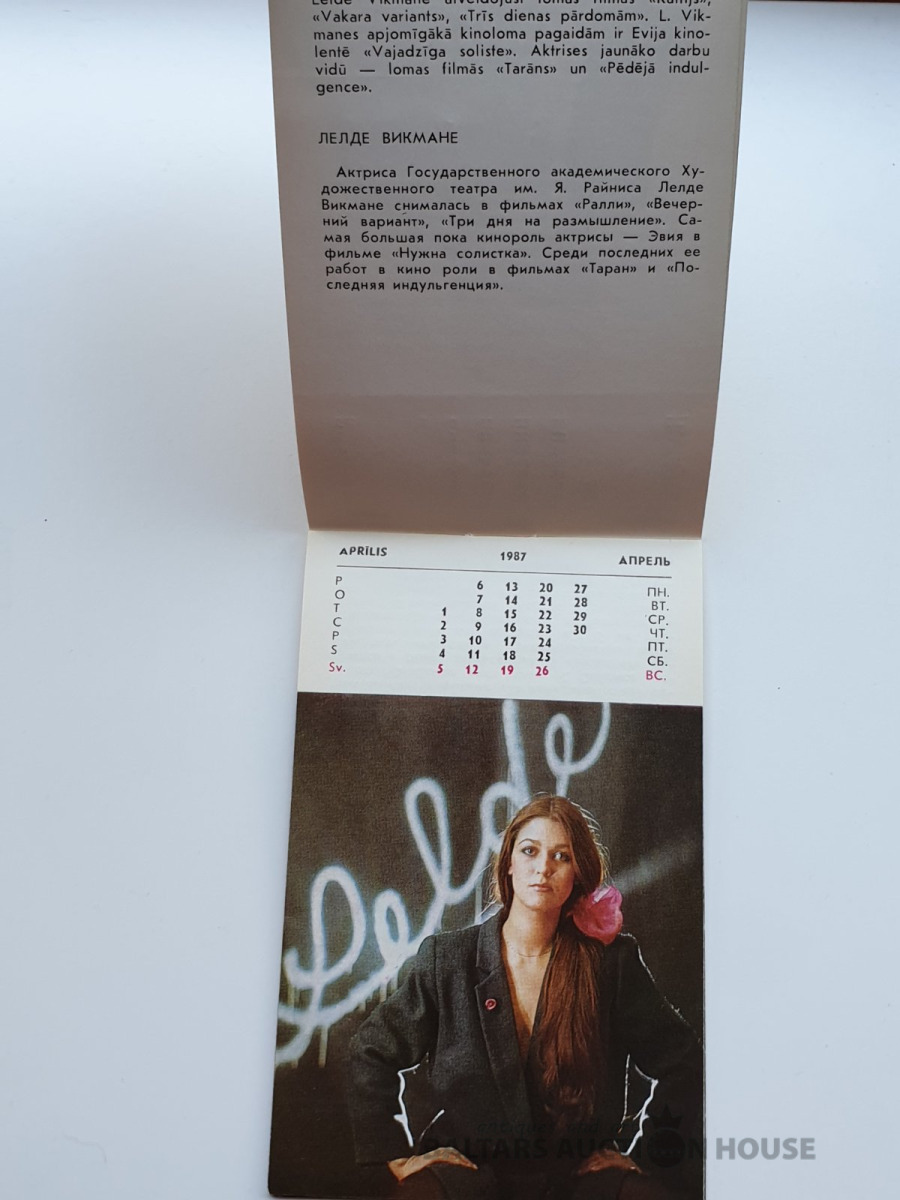 Lelde Vikmane atveidojusi lomas filmās «Rallijs»,
«Vakara variants», «Trīs dienas pārdomām». L. Vik-
manes apjomīgākā kinoloma pagaidām ir Evija kino-
lentē «Vajadzīga soliste». Aktrises jaunāko darbu
vidū — lomas filmās «Tarāns» un «Pēdējā indul-
gence».
ЛЕЛДЕ ВИКМАНЕ
Актриса Государственного академического Ху-
дожественного театра им. Я. Райниса Лелде
Викмане снималась в фильмах «Ралли», «Вечер-
ний вариант», «Три дня на размышление». Са-
мая большая пока кинороль актрисы — Эвия в
фильме «Нужна солистка». Среди последних ее
работ в кино роли в фильмах «Таран» и «По-
следняя индульгенция».
APRĪLIS 1987 АПРЕЛЬ
P 6 13 20 27 ПН.
O 7 14 21 28 ВТ.
T 1 8 15 22 29 СР.
C 2 9 16 23 30 ЧТ.
P 3 10 17 24 ПТ.
S 4 11 18 25 СБ.
Sv. 5 12 19 26 ВС.
Lelde
BALTARS AUCTION HOUSE